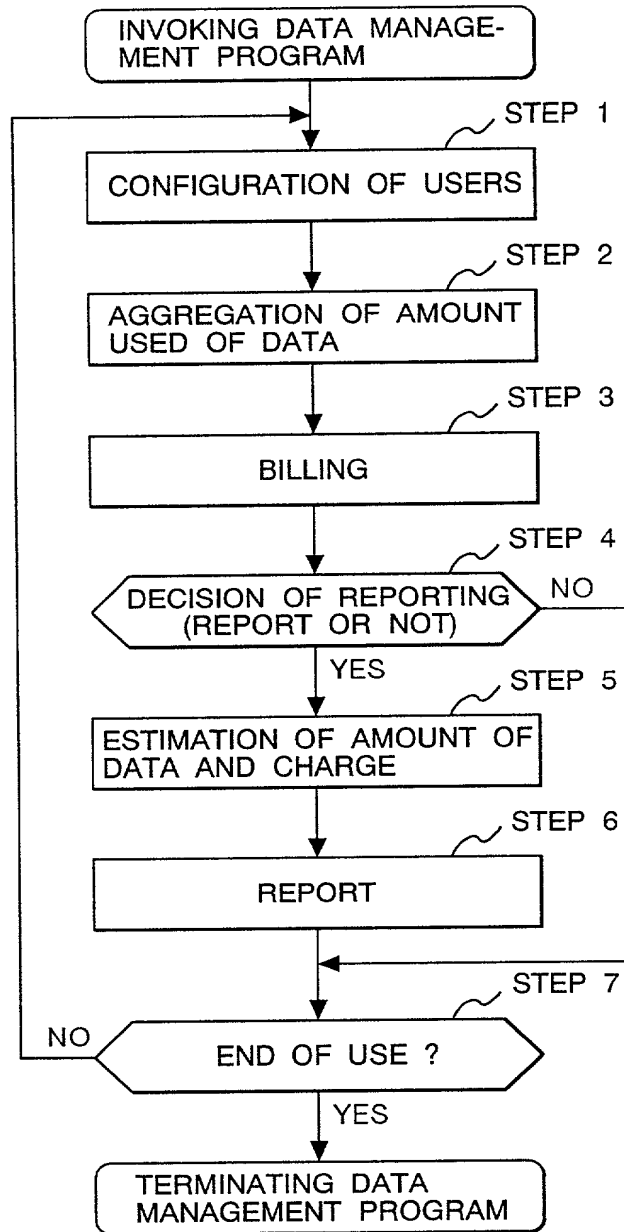 INVOKING DATA MANAGE-
MENT PROGRAM
STEP 1
CONFIGURATION OF USERS
STEP 2
AGGREGATION OF AMOUNT
USED OF DATA
STEP 3
BILLING
STEP 4
DECISION OF REPORTING
(REPORT OR NOT)
NO
YES
STEP 5
ESTIMATION OF AMOUNT OF
DATA AND CHARGE
STEP 6
REPORT
STEP 7
NO
END OF USE ?
YES
TERMINATING DATA
MANAGEMENT PROGRAM